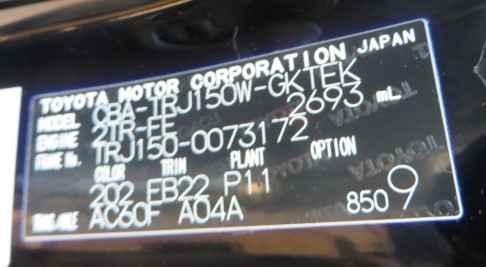 TOYOTA MOTOR CORPORATION JAPAN
MODEL CBA-TRJ150W-GKTEK
ENGINE 2TR-FE 2693 mL
FRAME No. TRJ150-0073172
COLOR TRIM PLANT OPTION
202 FB22 P11
TRANS./AXLE AC60F A04A 850 9